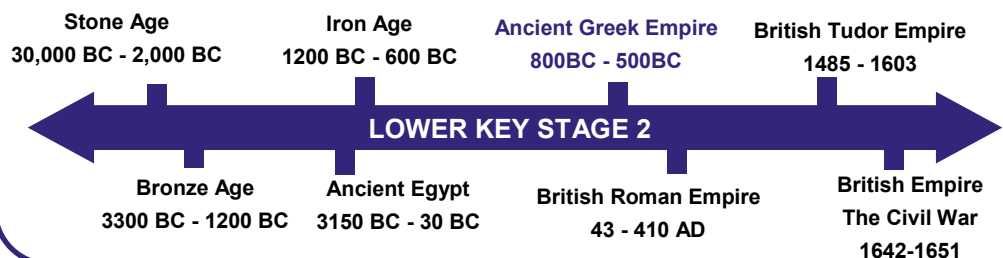 Stone Age
30,000 BC - 2,000 BC
Iron Age
1200 BC - 600 BC
Ancient Greek Empire
800BC - 500BC
British Tudor Empire
1485 - 1603
LOWER KEY STAGE 2
Bronze Age
3300 BC - 1200 BC
Ancient Egypt
3150 BC - 30 BC
British Roman Empire
43 - 410 AD
British Empire
The Civil War
1642-1651